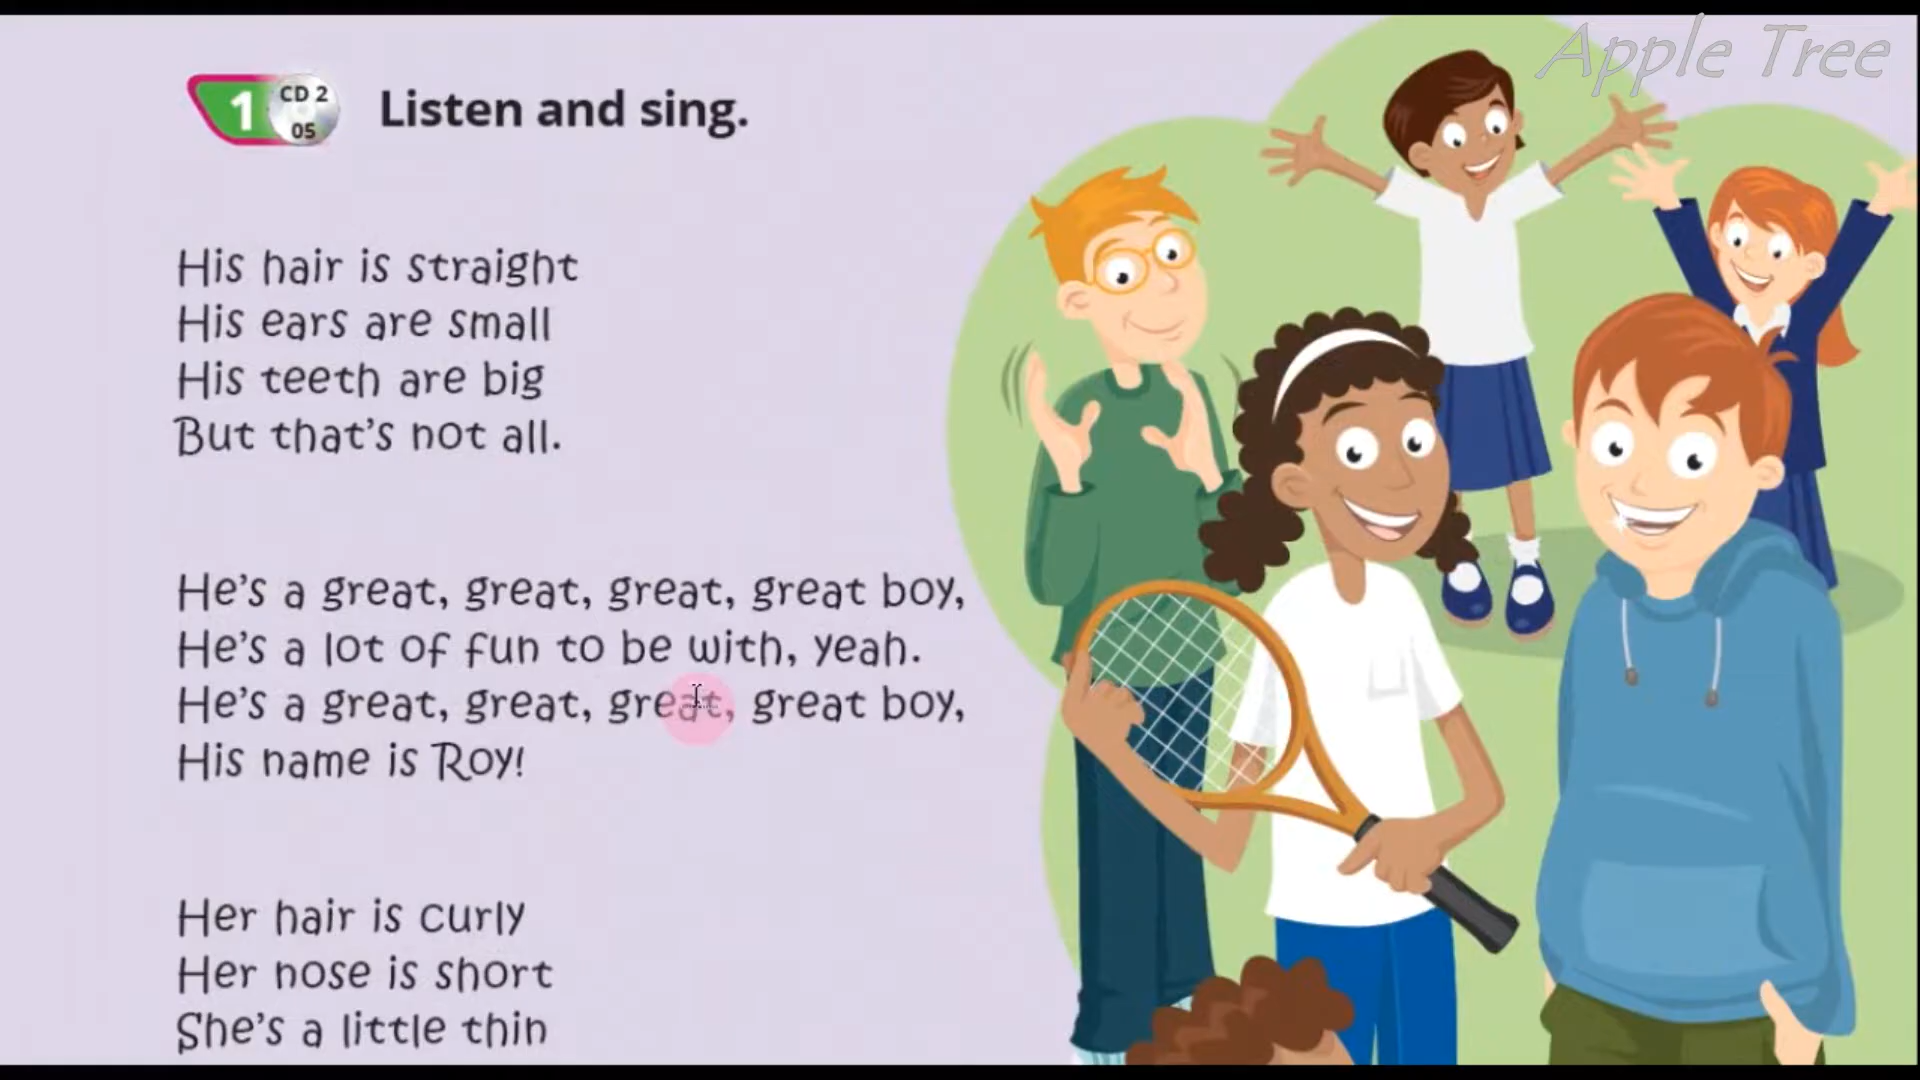 Apple Tree
1 CD 2 05 Listen and sing.
His hair is straight
His ears are small
His teeth are big
But that's not all.
He's a great, great, great, great boy,
He's a lot of fun to be with, yeah.
He's a great, great, great, great boy,
His name is Roy!
Her hair is curly
Her nose is short
She's a little thin